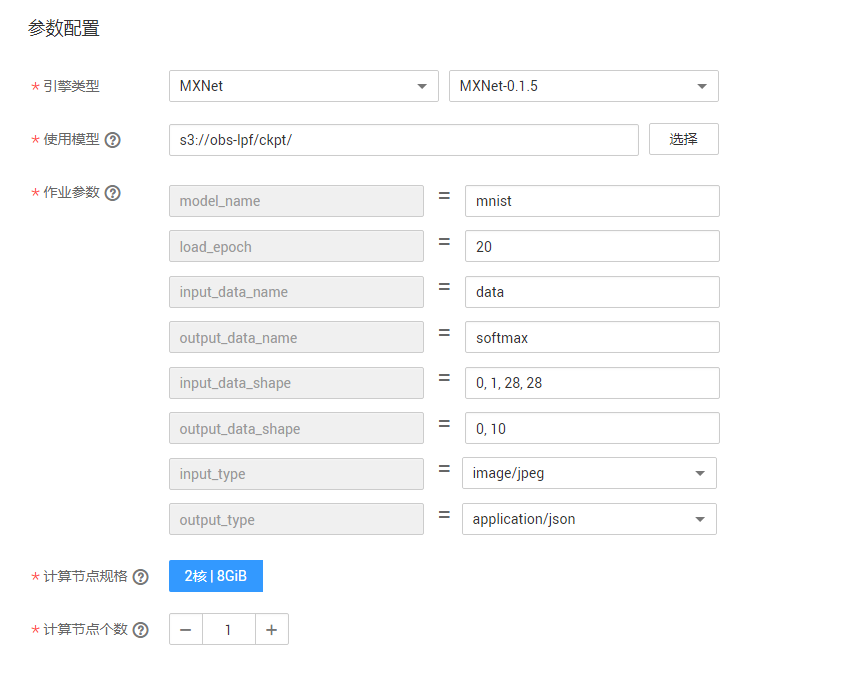 参数配置
* 引擎类型 MXNet MXNet-0.1.5
* 使用模型 ? s3://obs-lpf/ckpt/ 选择
* 作业参数 ? model_name = mnist
load_epoch = 20
input_data_name = data
output_data_name = softmax
input_data_shape = 0, 1, 28, 28
output_data_shape = 0, 10
input_type = image/jpeg
output_type = application/json
* 计算节点规格 ? 2核 | 8GiB
* 计算节点个数 ? − 1 +